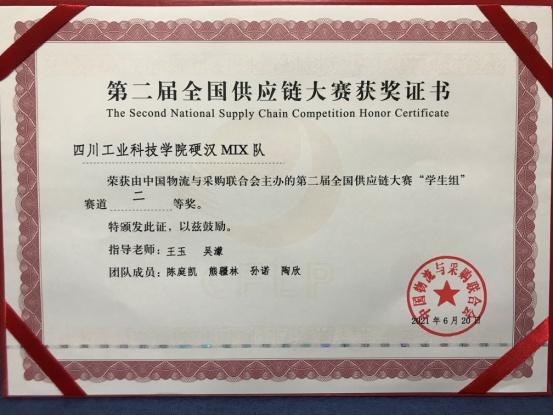 第二届全国供应链大赛获奖证书
The Second National Supply Chain Competition Honor Certificate
四川工业科技学院硬汉 MIX 队
荣获由中国物流与采购联合会主办的第二届全国供应链大赛“学生组”
赛道二等奖。
特颁发此证，以兹鼓励。
指导老师：王玉 吴濛
团队成员：陈庭凯 熊疆林 孙诺 陶欣
中国物流与采购联合会
2021年6月20日